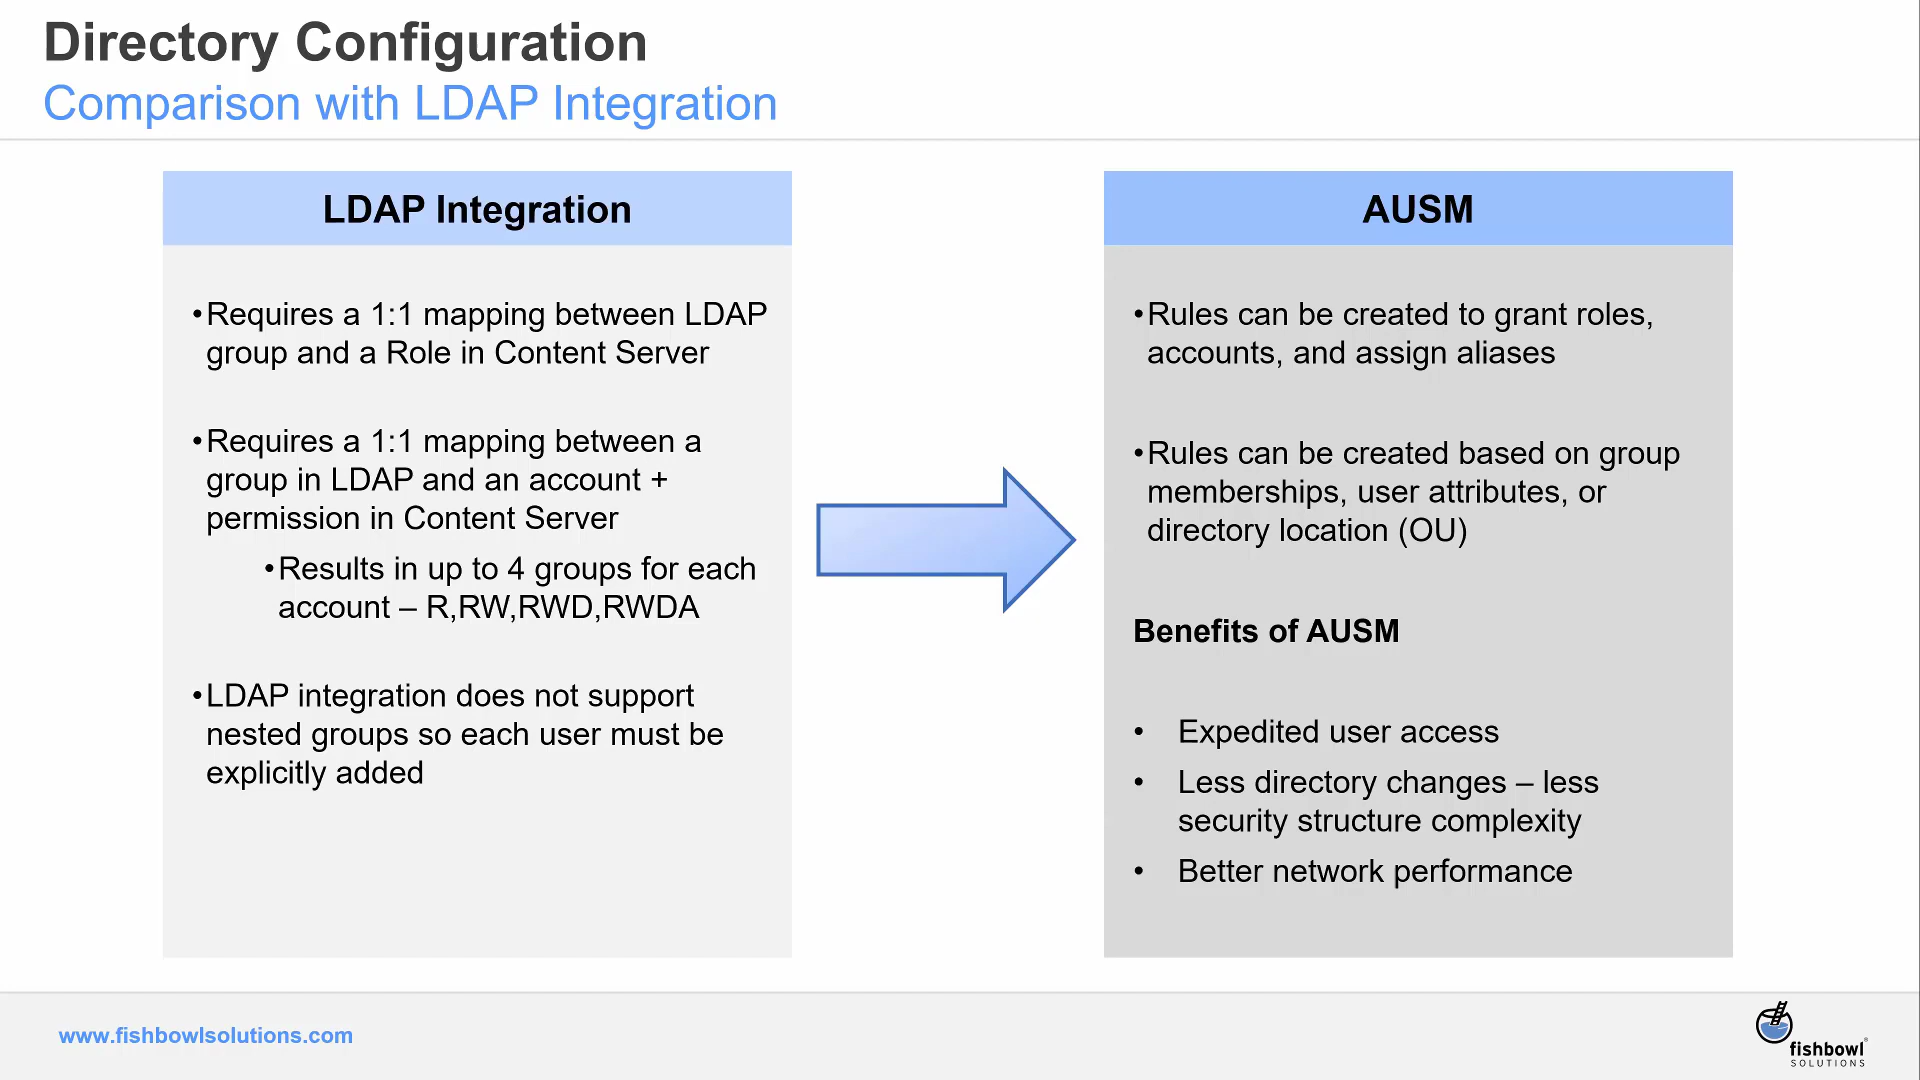 Directory Configuration
Comparison with LDAP Integration
LDAP Integration
•Requires a 1:1 mapping between LDAP
group and a Role in Content Server
•Requires a 1:1 mapping between a
group in LDAP and an account +
permission in Content Server
•Results in up to 4 groups for each
account – R,RW,RWD,RWDA
•LDAP integration does not support
nested groups so each user must be
explicitly added
AUSM
•Rules can be created to grant roles,
accounts, and assign aliases
•Rules can be created based on group
memberships, user attributes, or
directory location (OU)
Benefits of AUSM
• Expedited user access
• Less directory changes – less
security structure complexity
• Better network performance
www.fishbowlsolutions.com
fishbowl®
SOLUTIONS